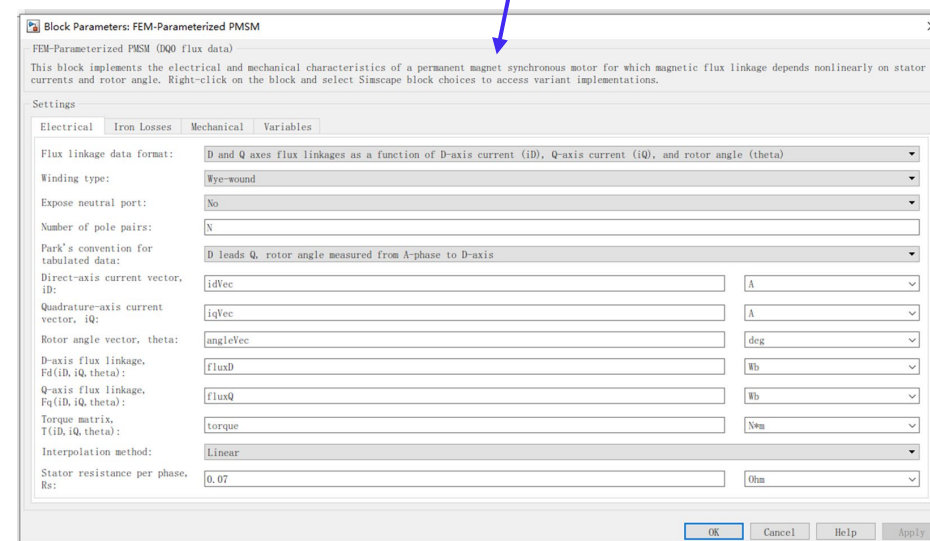 Block Parameters: FEM-Parameterized PMSM
FEM-Parameterized PMSM (DQ0 flux data)
This block implements the electrical and mechanical characteristics of a permanent magnet synchronous motor for which magnetic flux linkage depends nonlinearly on stator
currents and rotor angle. Right-click on the block and select Simscape block choices to access variant implementations.
Settings
Electrical Iron Losses Mechanical Variables
Flux linkage data format: D and Q axes flux linkages as a function of D-axis current (iD), Q-axis current (iQ), and rotor angle (theta)
Winding type: Wye-wound
Expose neutral port: No
Number of pole pairs: N
Park's convention for
tabulated data: D leads Q, rotor angle measured from A-phase to D-axis
Direct-axis current vector,
iD: idVec A
Quadrature-axis current
vector, iQ: iqVec A
Rotor angle vector, theta: angleVec deg
D-axis flux linkage,
Fd(iD,iQ,theta): fluxD Wb
Q-axis flux linkage,
Fq(iD,iQ,theta): fluxQ Wb
Torque matrix,
T(iD,iQ,theta): torque N*m
Interpolation method: Linear
Stator resistance per phase,
Rs: 0.07 Ohm
OK Cancel Help Apply